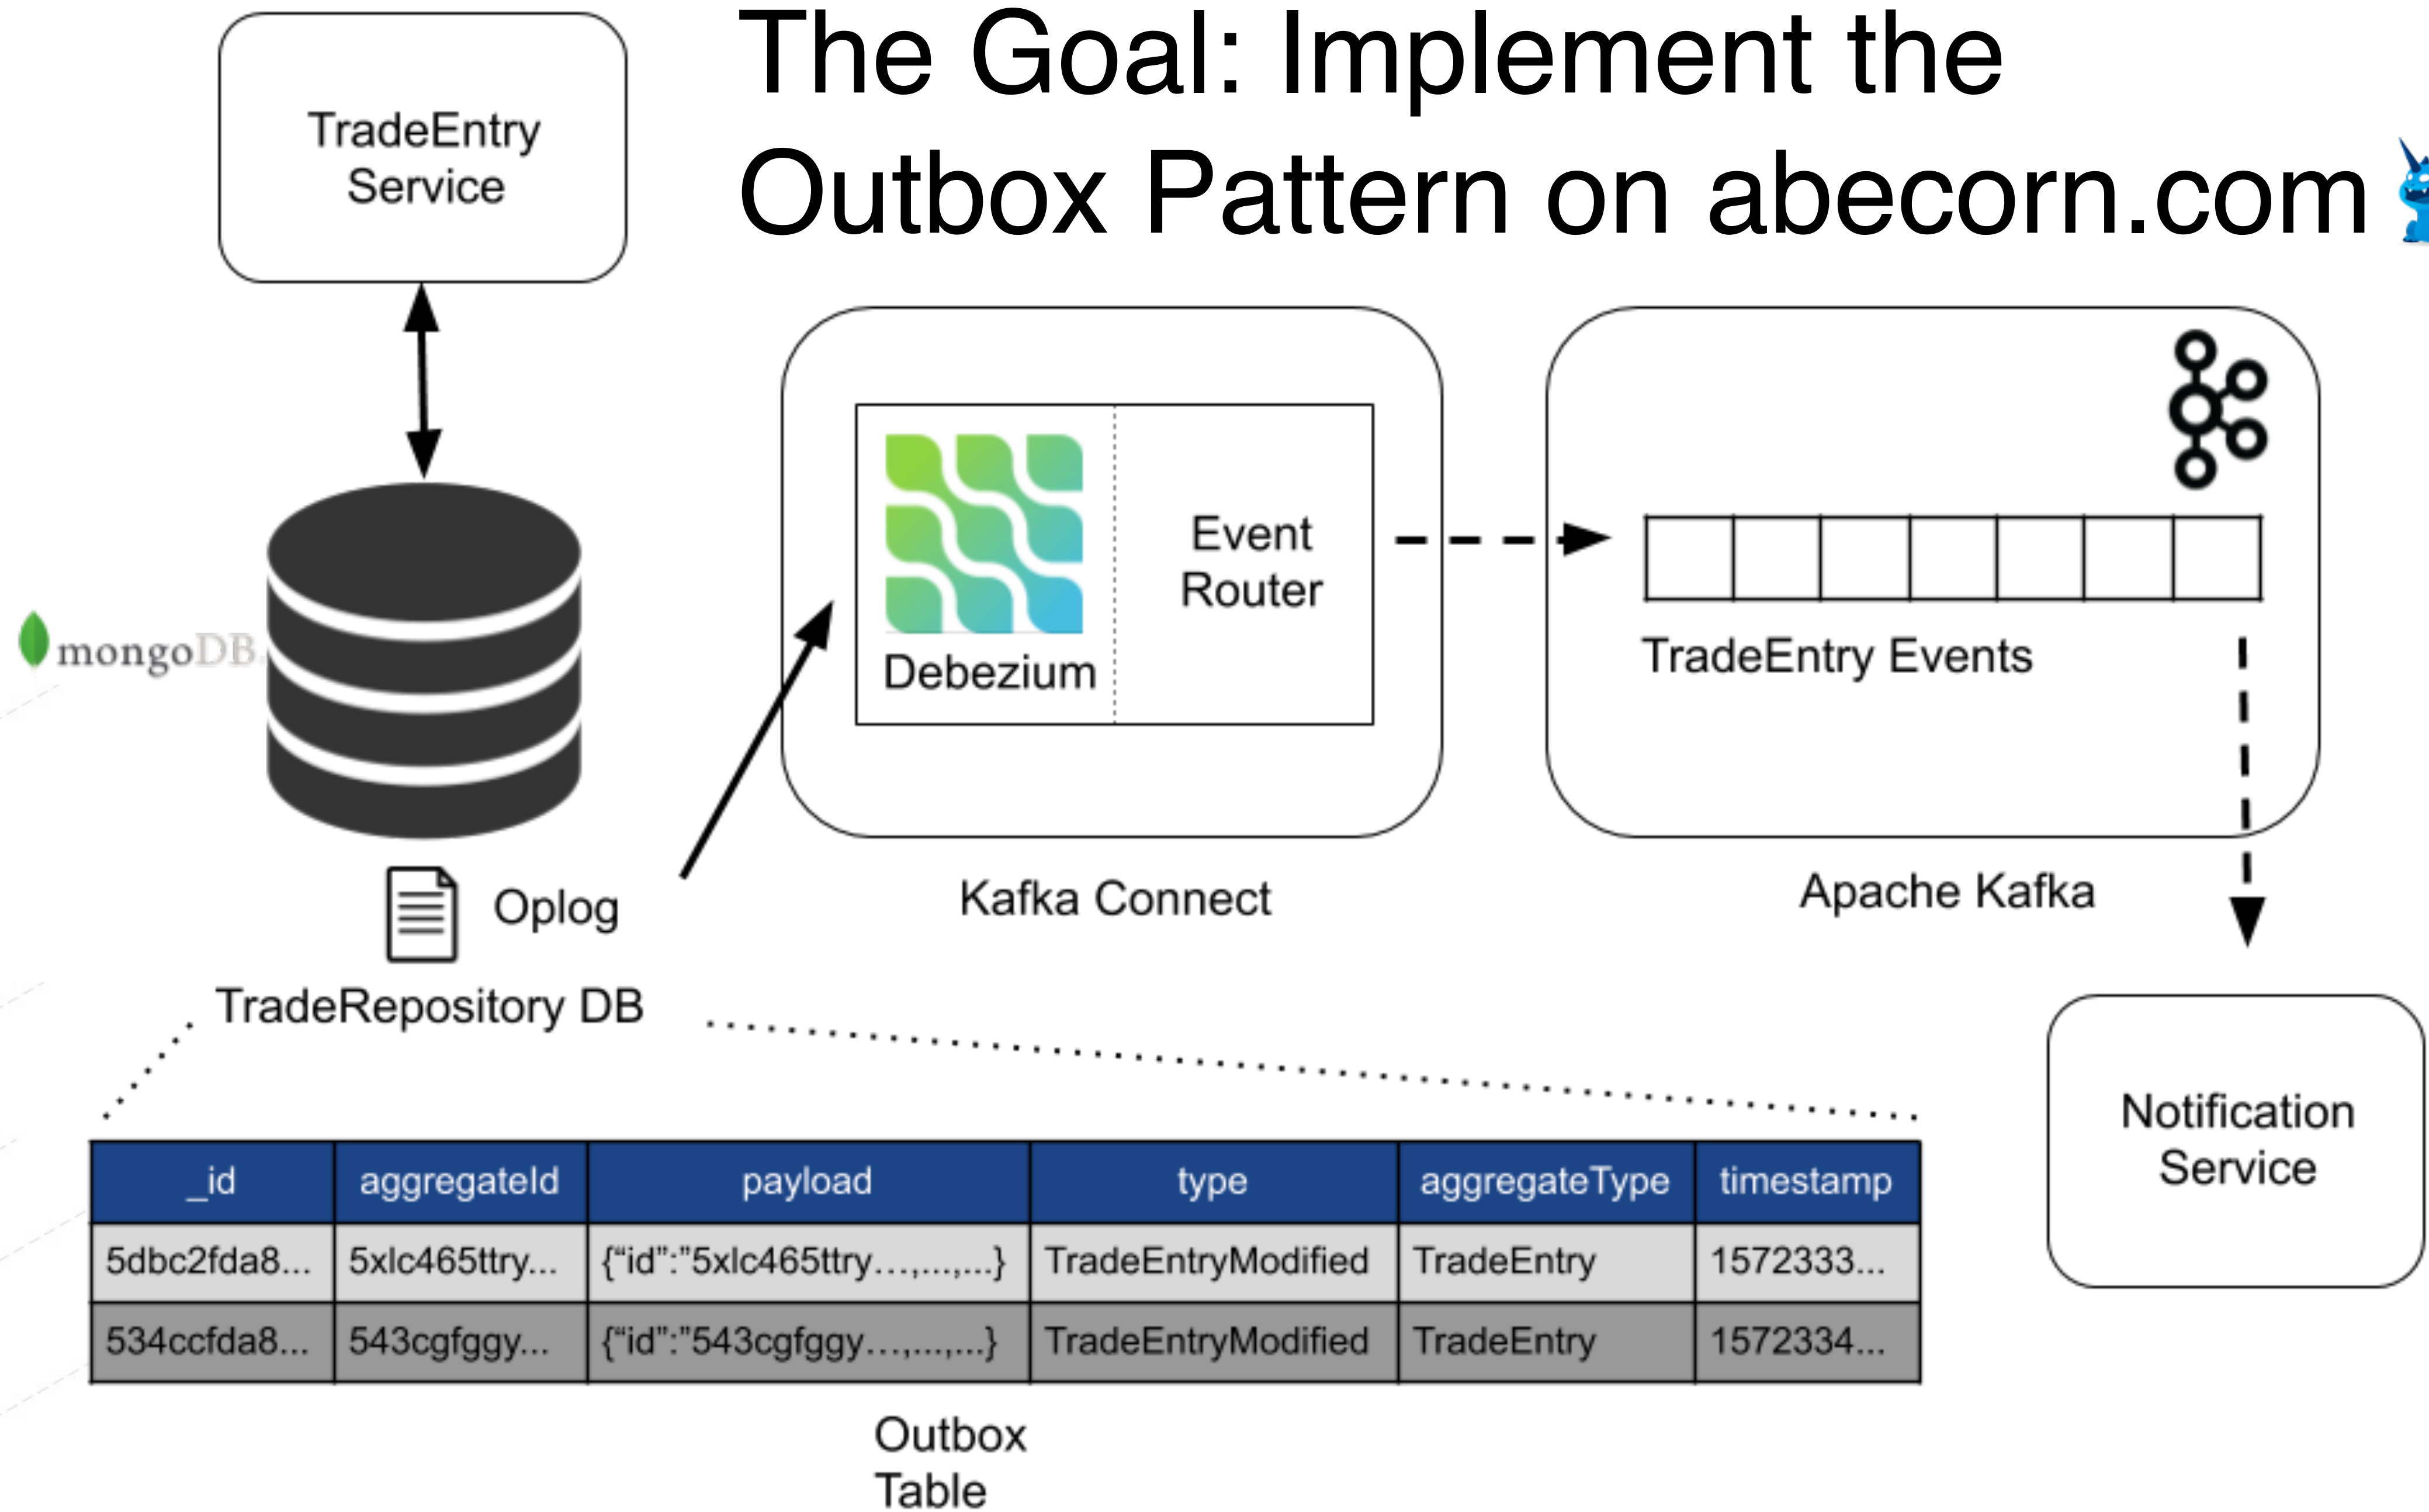 The Goal: Implement the
Outbox Pattern on abecorn.com
TradeEntry
Service
mongoDB
Debezium
Event
Router
TradeEntry Events
Oplog
Kafka Connect
Apache Kafka
TradeRepository DB
Notification
Service
_id aggregateId payload type aggregateType timestamp
5dbc2fda8... 5xlc465ttry... {“id”:”5xlc465ttry…,...,...} TradeEntryModified TradeEntry 1572333...
534ccfda8... 543cgfggy... {“id”:”543cgfggy…,...,...} TradeEntryModified TradeEntry 1572334...
Outbox
Table